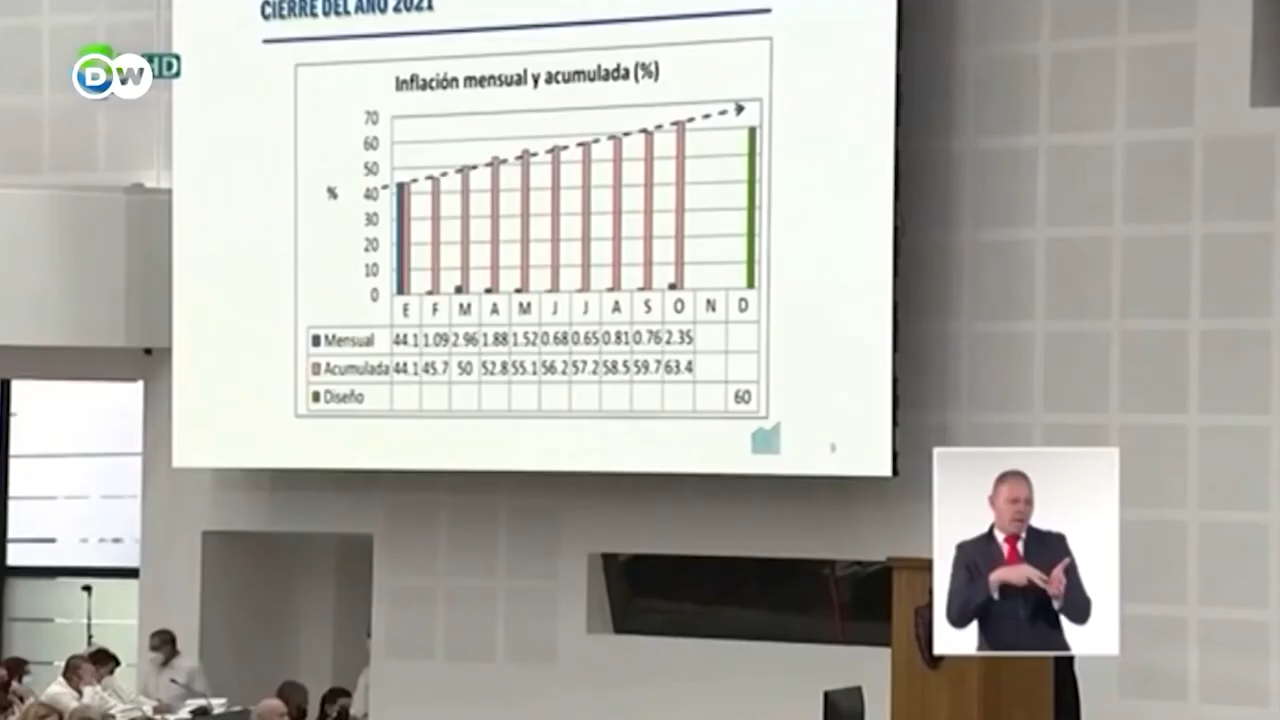 CIERRE DEL AÑO 2021
DW HD
Inflación mensual y acumulada (%)
70
60
50
% 40
30
20
10
0
E F M A M J J A S O N D
Mensual 44.1 1.09 2.96 1.88 1.52 0.68 0.65 0.81 0.76 2.35
Acumulada 44.1 45.7 50 52.8 55.1 56.2 57.2 58.5 59.7 63.4
Diseño 60